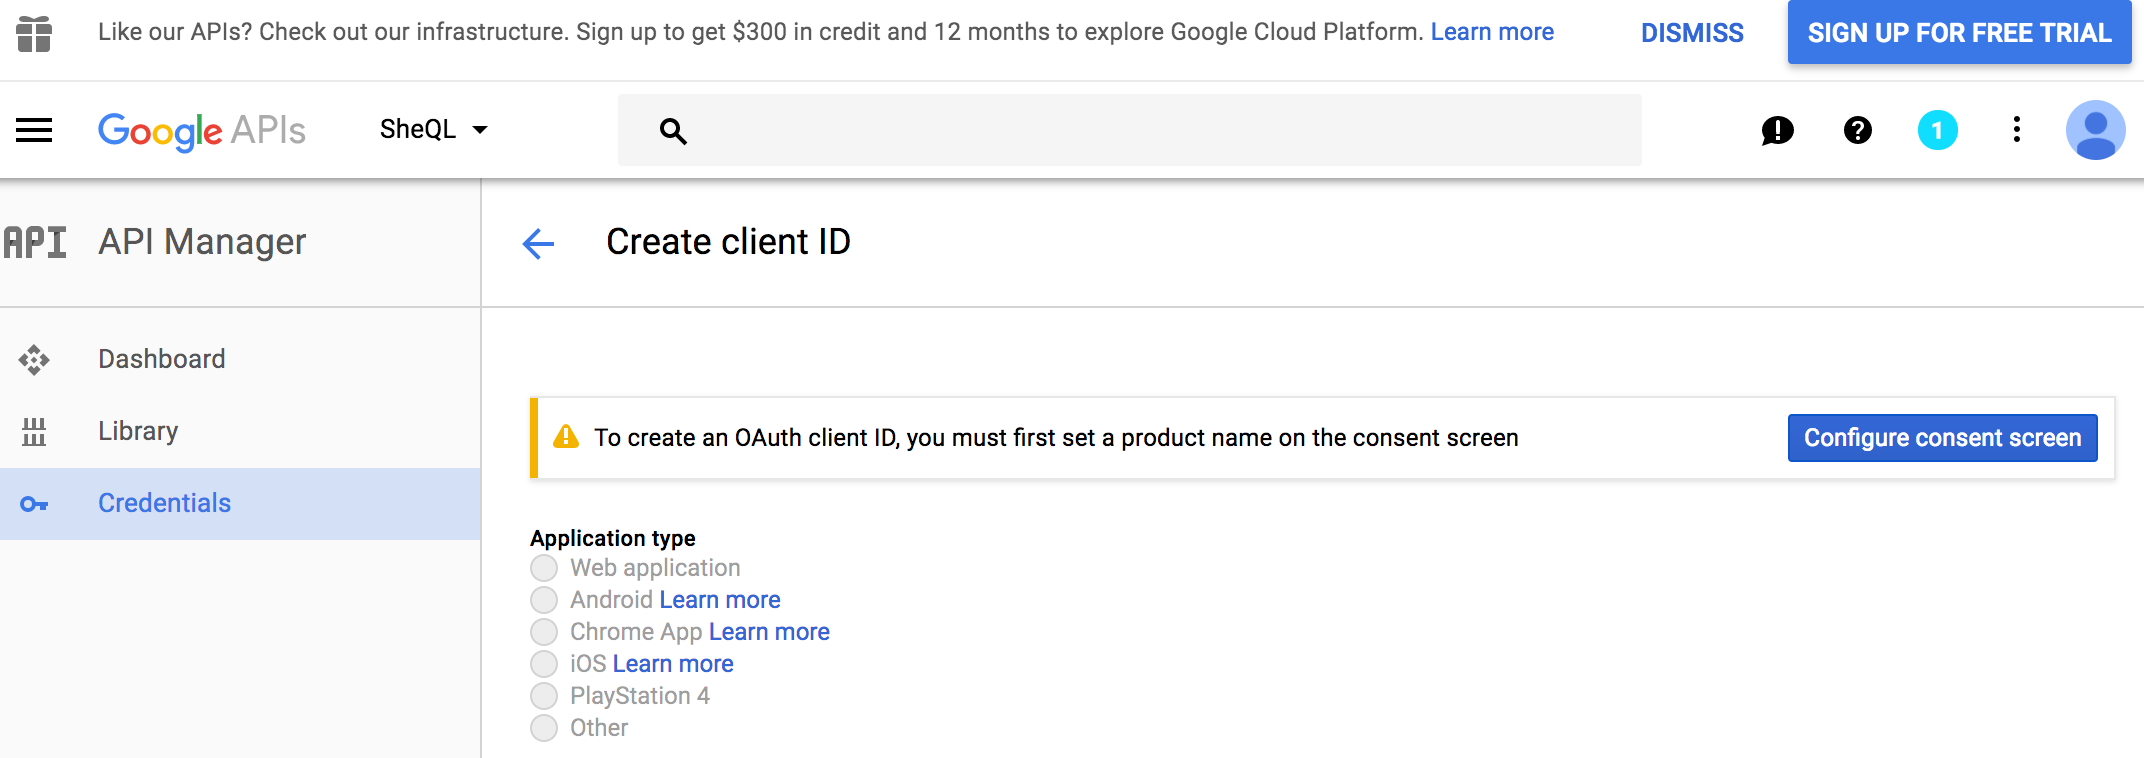 Like our APIs? Check out our infrastructure. Sign up to get $300 in credit and 12 months to explore Google Cloud Platform. Learn more
DISMISS
SIGN UP FOR FREE TRIAL
Google APIs
SheQL
1
API API Manager
Create client ID
Dashboard
Library
Credentials
To create an OAuth client ID, you must first set a product name on the consent screen
Configure consent screen
Application type
Web application
Android Learn more
Chrome App Learn more
iOS Learn more
PlayStation 4
Other